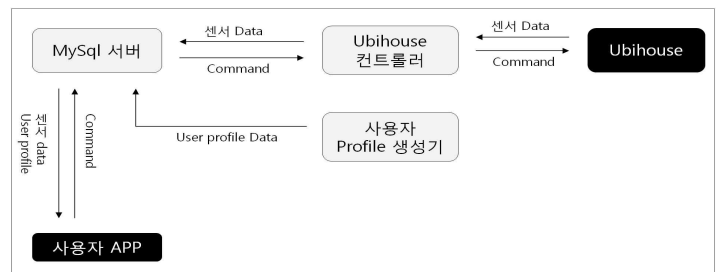 센서 Data
센서 Data
MySql 서버
Ubihouse
컨트롤러
Ubihouse
Command
Command
센서 data
User profile
Command
User profile Data
사용자
Profile 생성기
사용자 APP